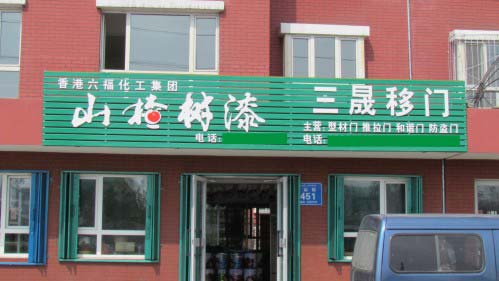 香港六福化工集团
山楂树漆
电话:
三晟移门
主营:型材门 推拉门 和谐门 防盗门
电话:
451